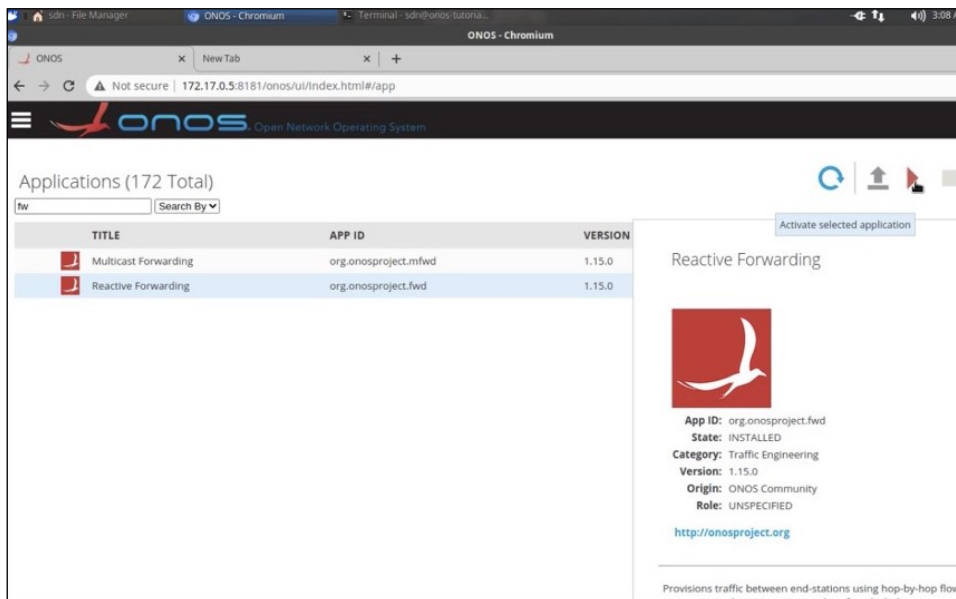 sdn - File Manager ONOS - Chromium Terminal - sdn@onos-tutoria... 3:08
ONOS - Chromium
ONOS New Tab
Not secure 172.17.0.5:8181/onos/ui/index.html#/app
onos Open Network Operating System
Applications (172 Total)
fw Search By
Activate selected application
TITLE APP ID VERSION
Multicast Forwarding org.onosproject.mfwd 1.15.0
Reactive Forwarding org.onosproject.fwd 1.15.0
Reactive Forwarding
App ID: org.onosproject.fwd
State: INSTALLED
Category: Traffic Engineering
Version: 1.15.0
Origin: ONOS Community
Role: UNSPECIFIED
http://onosproject.org
Provisions traffic between end-stations using hop-by-hop flow